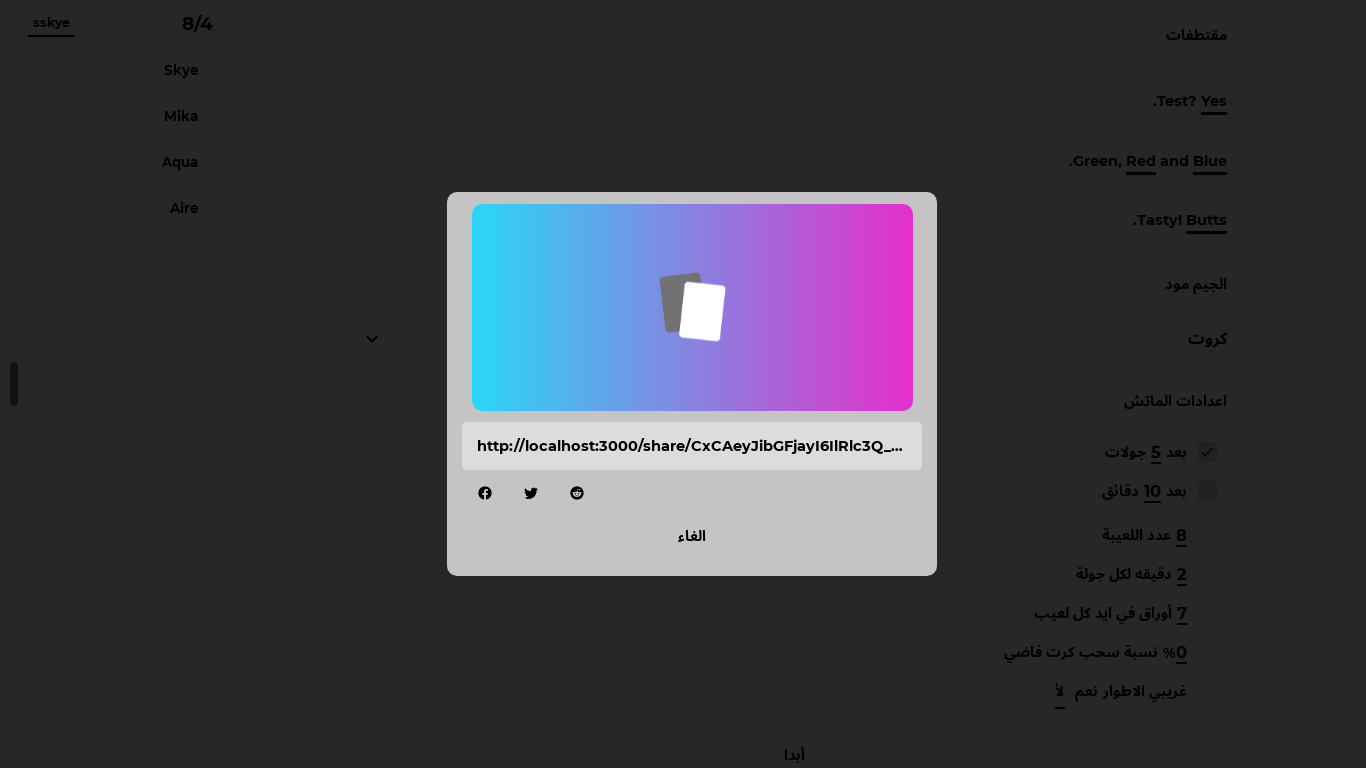 sskye
8/4
Skye
Mika
Aqua
Aire
مقتطفات
Test? Yes.
Green, Red and Blue.
Tasty! Butts.
الجيم مود
كروت
اعدادات الماتش
بعد 5 جولات
بعد 10 دقائق
8 عدد اللعيبة
2 دقيقه لكل جولة
7 أوراق في ايد كل لعيب
0% نسبة سحب كرت فاضي
غريبي الاطوار نعم لأ
أبدا
http://localhost:3000/share/CxCAeyJibGFjayI6IlRlc3Q_...
الغاء